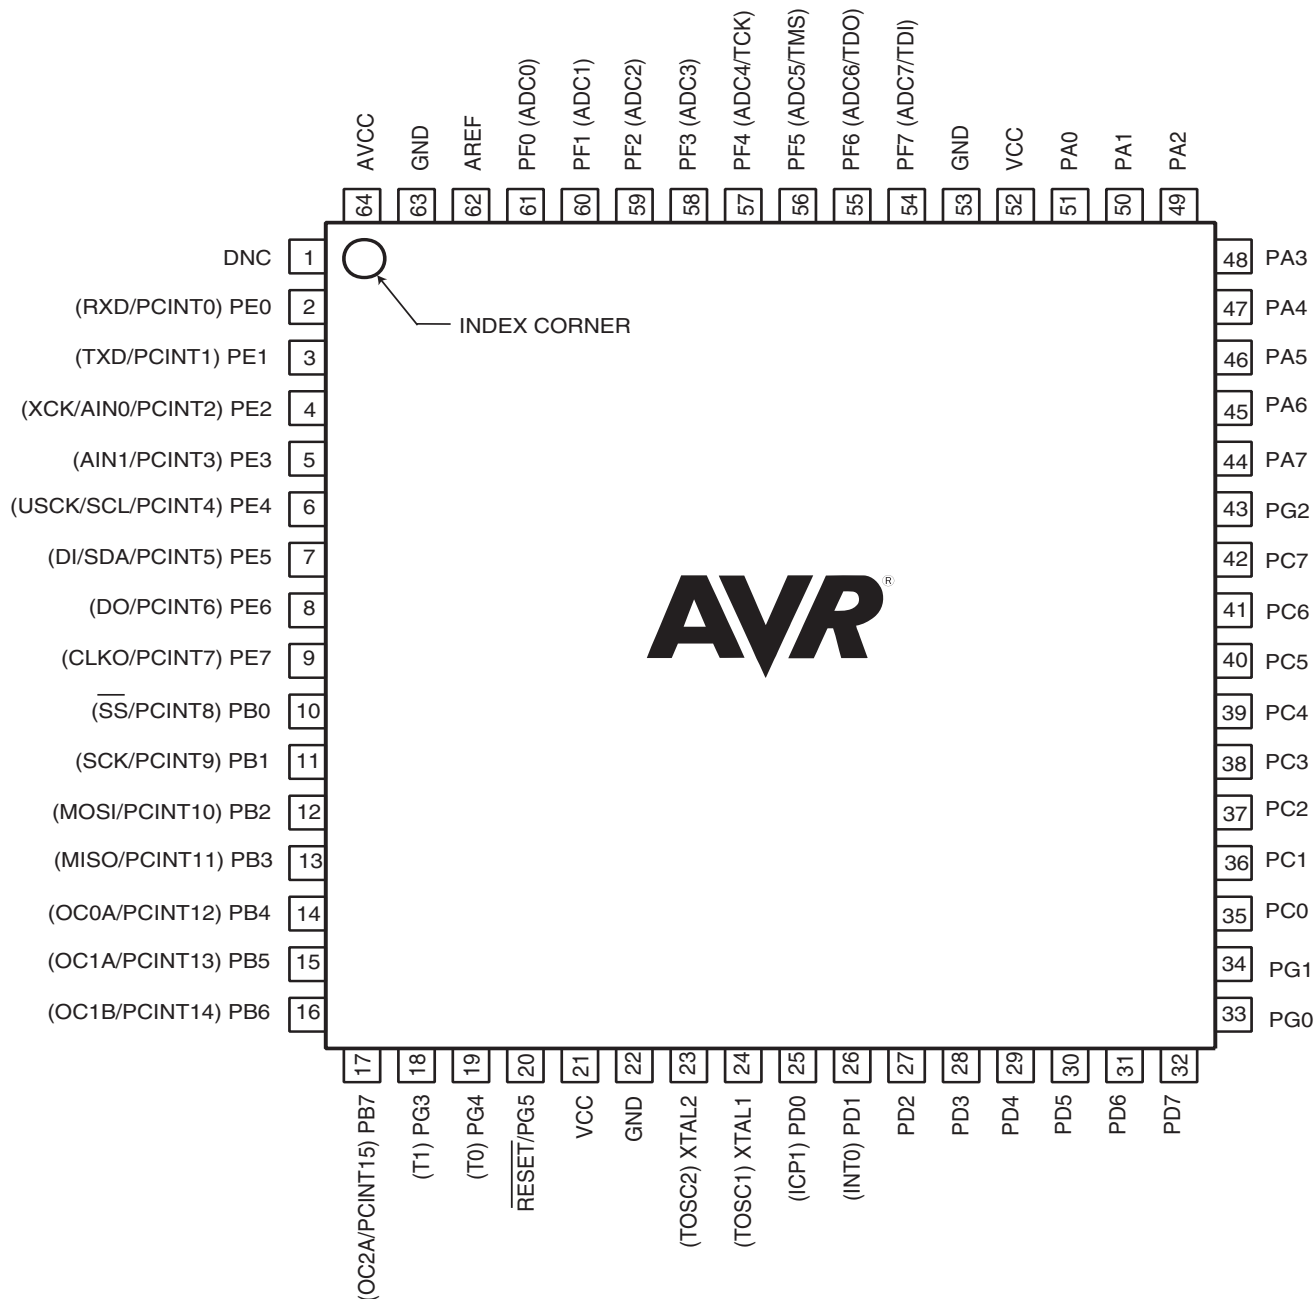 AVCC
GND
AREF
PF0 (ADC0)
PF1 (ADC1)
PF2 (ADC2)
PF3 (ADC3)
PF4 (ADC4/TCK)
PF5 (ADC5/TMS)
PF6 (ADC6/TDO)
PF7 (ADC7/TDI)
GND
VCC
PA0
PA1
PA2
64
63
62
61
60
59
58
57
56
55
54
53
52
51
50
49
DNC 1
(RXD/PCINT0) PE0 2
(TXD/PCINT1) PE1 3
(XCK/AIN0/PCINT2) PE2 4
(AIN1/PCINT3) PE3 5
(USCK/SCL/PCINT4) PE4 6
(DI/SDA/PCINT5) PE5 7
(DO/PCINT6) PE6 8
(CLKO/PCINT7) PE7 9
(SS/PCINT8) PB0 10
(SCK/PCINT9) PB1 11
(MOSI/PCINT10) PB2 12
(MISO/PCINT11) PB3 13
(OC0A/PCINT12) PB4 14
(OC1A/PCINT13) PB5 15
(OC1B/PCINT14) PB6 16
INDEX CORNER
AVR®
48 PA3
47 PA4
46 PA5
45 PA6
44 PA7
43 PG2
42 PC7
41 PC6
40 PC5
39 PC4
38 PC3
37 PC2
36 PC1
35 PC0
34 PG1
33 PG0
17
18
19
20
21
22
23
24
25
26
27
28
29
30
31
32
(OC2A/PCINT15) PB7
(T1) PG3
(T0) PG4
RESET/PG5
VCC
GND
(TOSC2) XTAL2
(TOSC1) XTAL1
(ICP1) PD0
(INT0) PD1
PD2
PD3
PD4
PD5
PD6
PD7